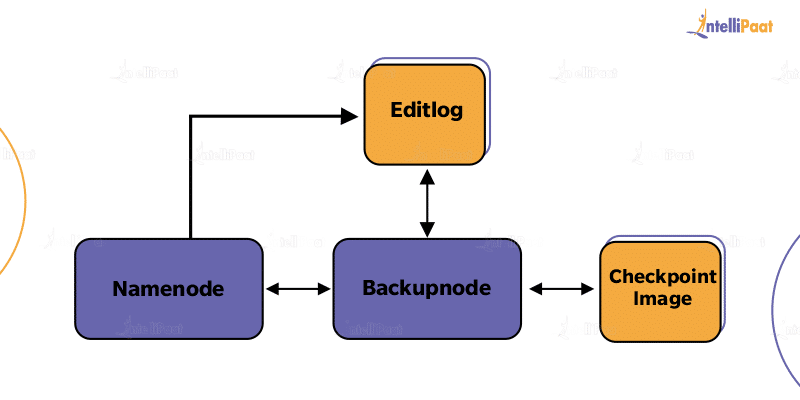 IntelliPaat
Editlog
Namenode
Backupnode
Checkpoint
Image